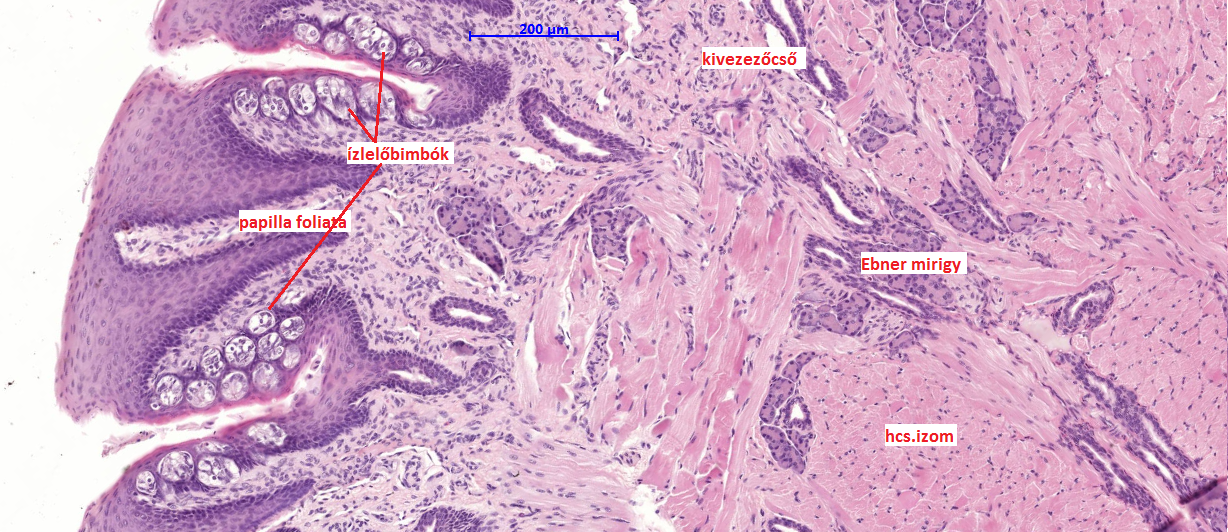 200 µm
kivezezőcső
ízlelőbimbók
papilla foliata
Ebner mirigy
hcs.izom